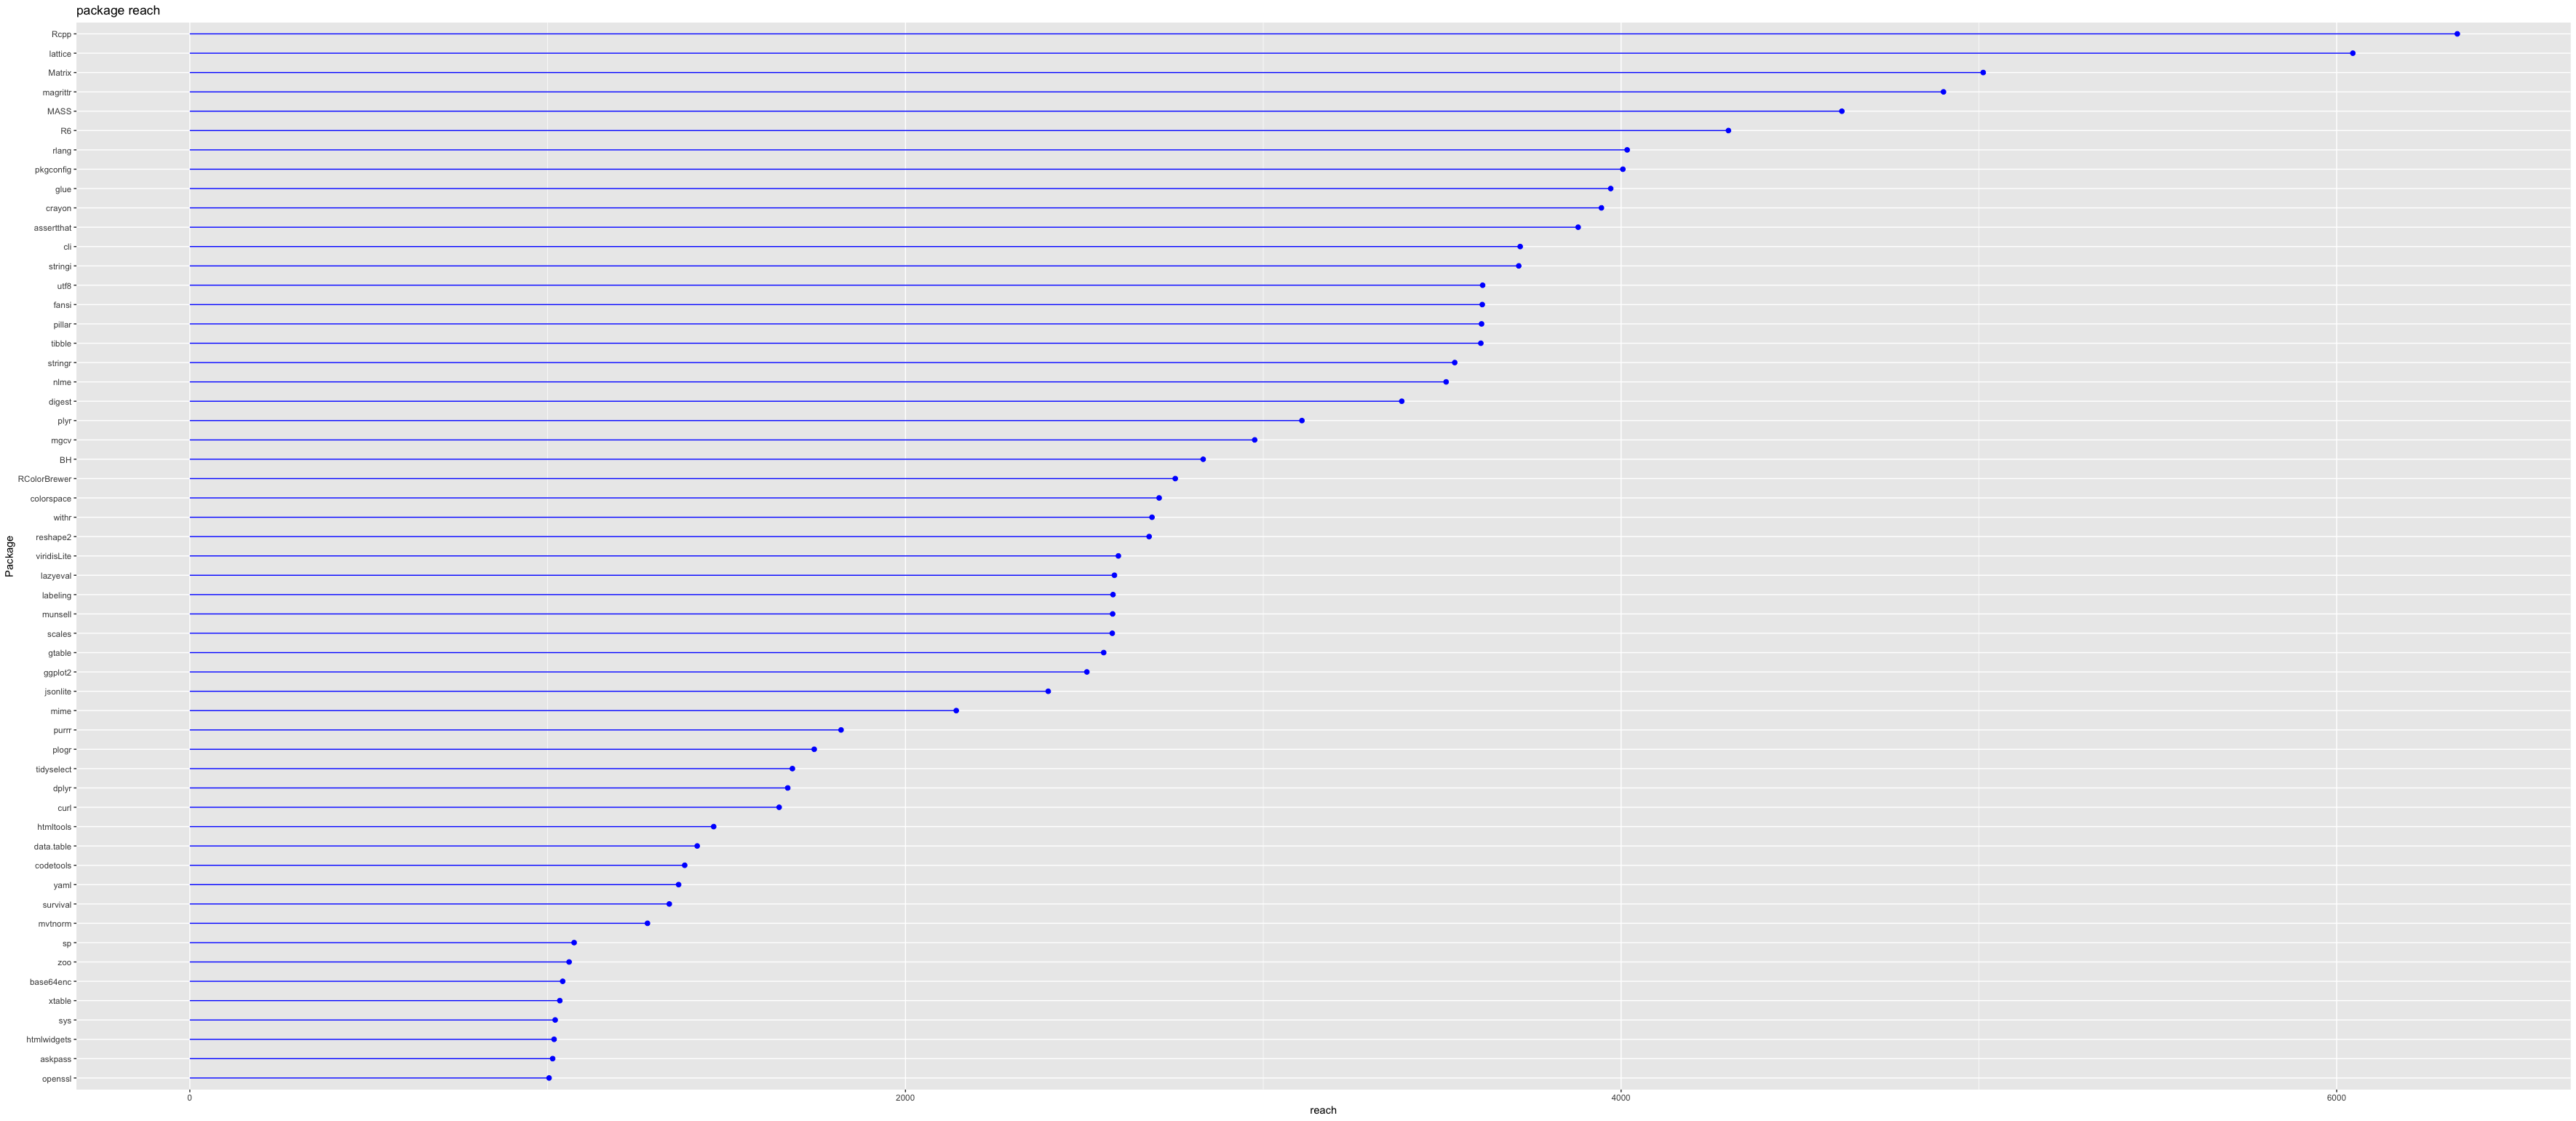 package reach
Package
Rcpp
lattice
Matrix
magrittr
MASS
R6
rlang
pkgconfig
glue
crayon
assertthat
cli
stringi
utf8
fansi
pillar
tibble
stringr
nlme
digest
plyr
mgcv
BH
RColorBrewer
colorspace
withr
reshape2
viridisLite
lazyeval
labeling
munsell
scales
gtable
ggplot2
jsonlite
mime
purrr
plogr
tidyselect
dplyr
curl
htmltools
data.table
codetools
yaml
survival
mvtnorm
sp
zoo
base64enc
xtable
sys
htmlwidgets
askpass
openssl
0 2000 4000 6000
reach